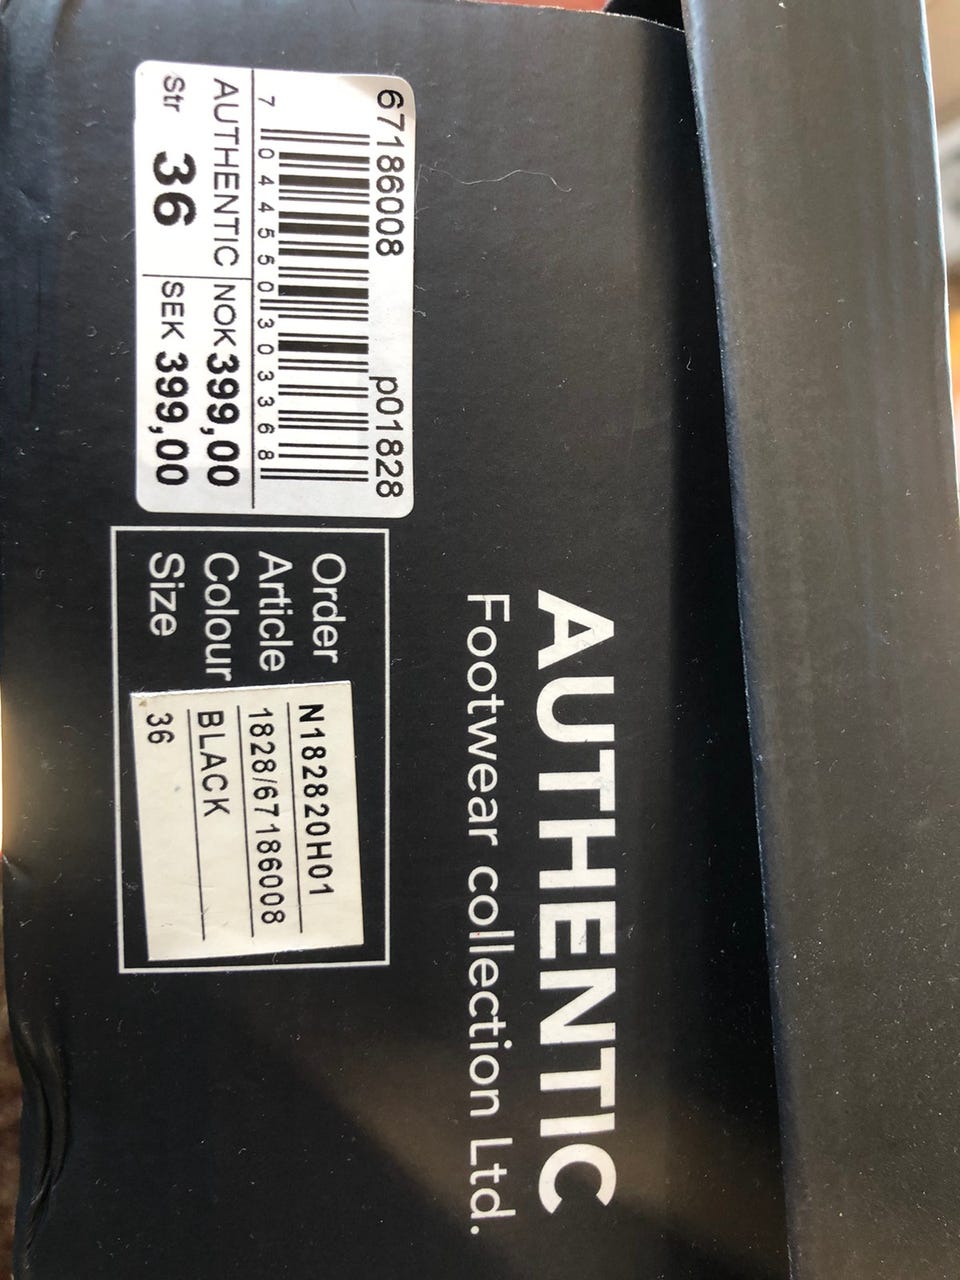 AUTHENTIC
Footwear collection Ltd.
67186008 p01828
7 044550 303368
AUTHENTIC NOK 399,00
Str 36 SEK 399,00
Order N182820H01
Article 1828/67186008
Colour BLACK
Size 36